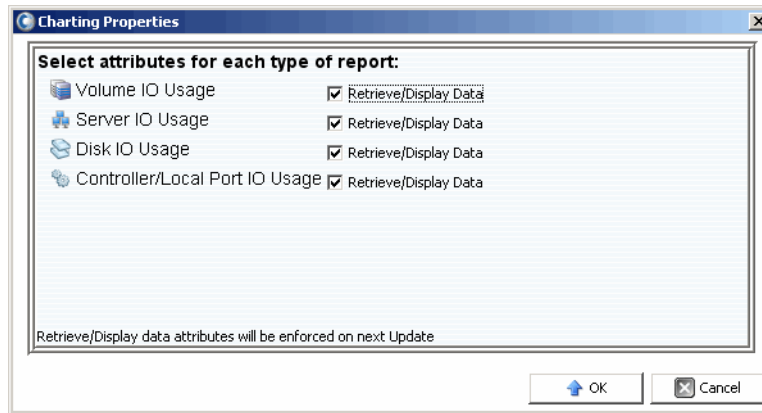 Charting Properties
Select attributes for each type of report:
Volume IO Usage Retrieve/Display Data
Server IO Usage Retrieve/Display Data
Disk IO Usage Retrieve/Display Data
Controller/Local Port IO Usage Retrieve/Display Data
Retrieve/Display data attributes will be enforced on next Update
OK Cancel